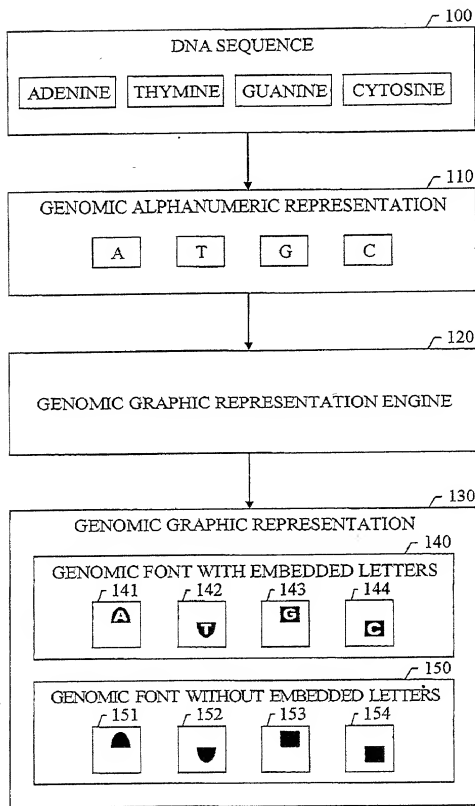 100
DNA SEQUENCE
ADENINE THYMINE GUANINE CYTOSINE
110
GENOMIC ALPHANUMERIC REPRESENTATION
A T G C
120
GENOMIC GRAPHIC REPRESENTATION ENGINE
130
GENOMIC GRAPHIC REPRESENTATION
140
GENOMIC FONT WITH EMBEDDED LETTERS
141 142 143 144
A T G C
150
GENOMIC FONT WITHOUT EMBEDDED LETTERS
151 152 153 154